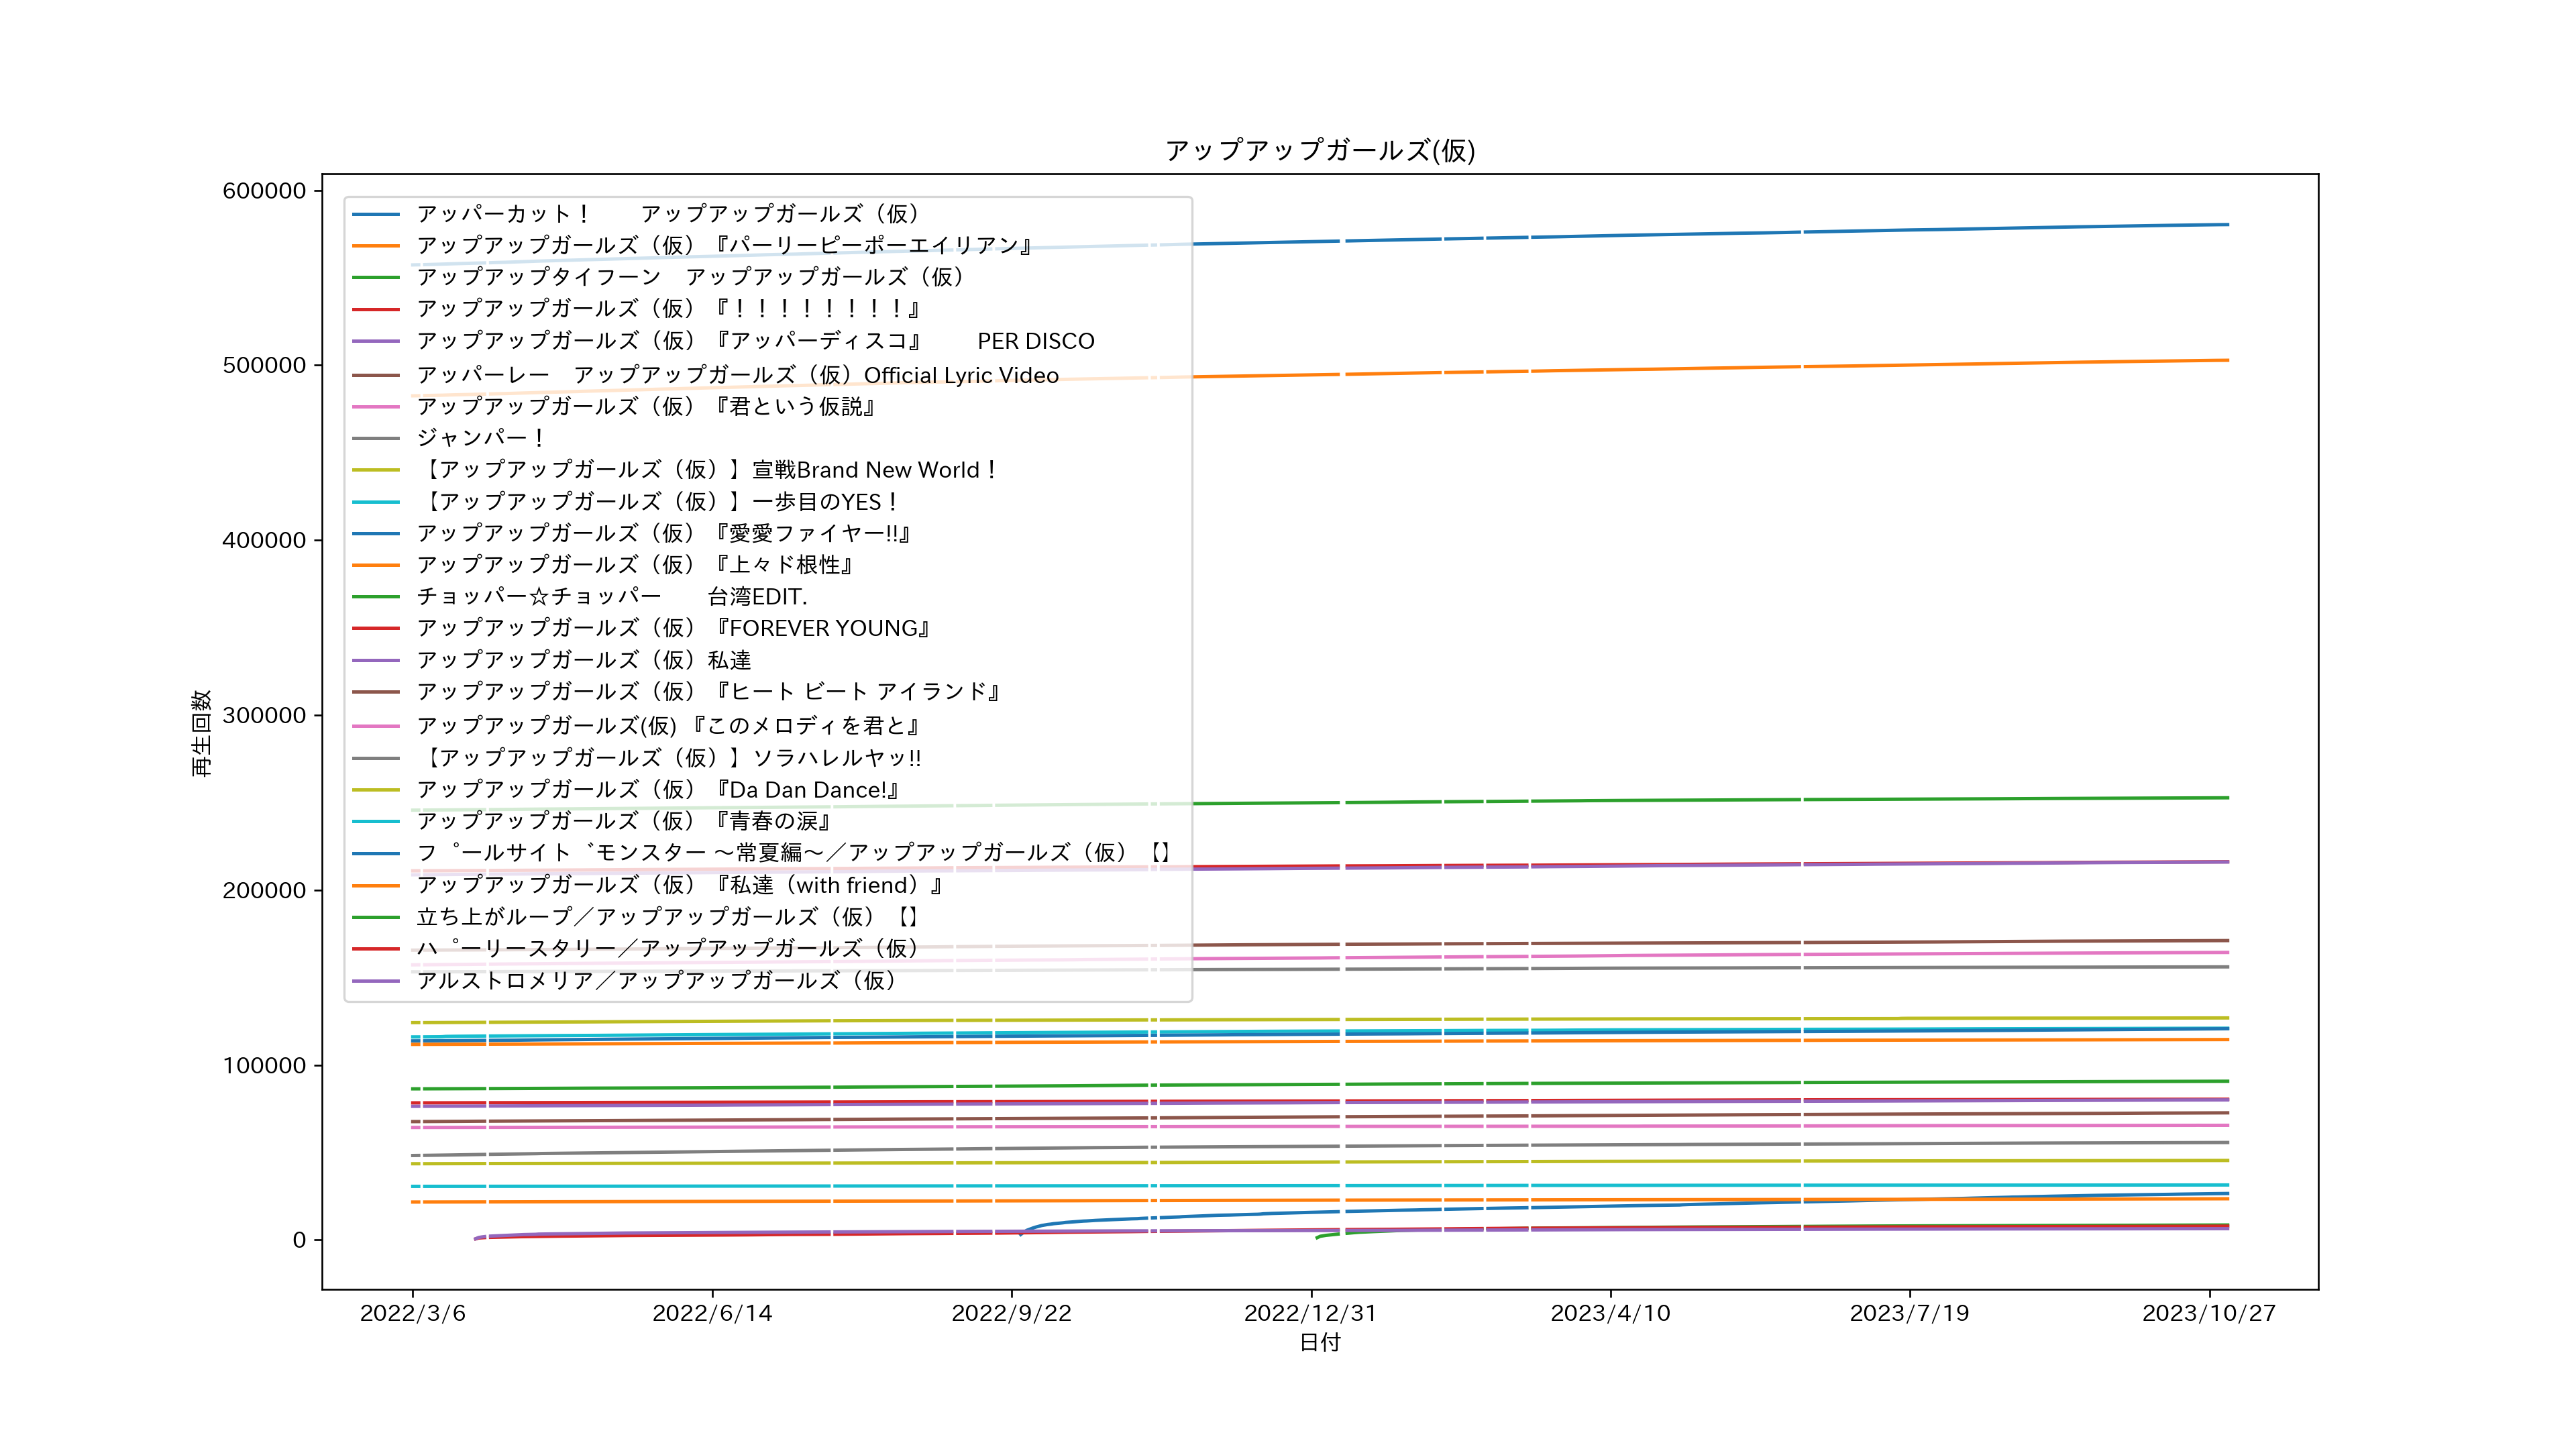 アップアップガールズ(仮)
600000
500000
400000
300000
200000
100000
0
再生回数
アッパーカット！　　アップアップガールズ（仮）
アップアップガールズ（仮）『パーリーピーポーエイリアン』
アップアップタイフーン　アップアップガールズ（仮）
アップアップガールズ（仮）『！！！！！！！！』
アップアップガールズ（仮）『アッパーディスコ』　　PER DISCO
アッパーレー　アップアップガールズ（仮）Official Lyric Video
アップアップガールズ（仮）『君という仮説』
ジャンパー！
【アップアップガールズ（仮）】宣戦Brand New World！
【アップアップガールズ（仮）】一歩目のYES！
アップアップガールズ（仮）『愛愛ファイヤー!!』
アップアップガールズ（仮）『上々ド根性』
チョッパー☆チョッパー　　台湾EDIT.
アップアップガールズ（仮）『FOREVER YOUNG』
アップアップガールズ（仮）私達
アップアップガールズ（仮）『ヒート ビート アイランド』
アップアップガールズ(仮) 『このメロディを君と』
【アップアップガールズ（仮）】ソラハレルヤッ!!
アップアップガールズ（仮）『Da Dan Dance!』
アップアップガールズ（仮）『青春の涙』
フ゜ールサイト゛モンスター ～常夏編～／アップアップガールズ（仮）【】
アップアップガールズ（仮）『私達（with friend）』
立ち上がループ／アップアップガールズ（仮）【】
ハ゜ーリースタリー／アップアップガールズ（仮）
アルストロメリア／アップアップガールズ（仮）
2022/3/6
2022/6/14
2022/9/22
2022/12/31
2023/4/10
2023/7/19
2023/10/27
日付